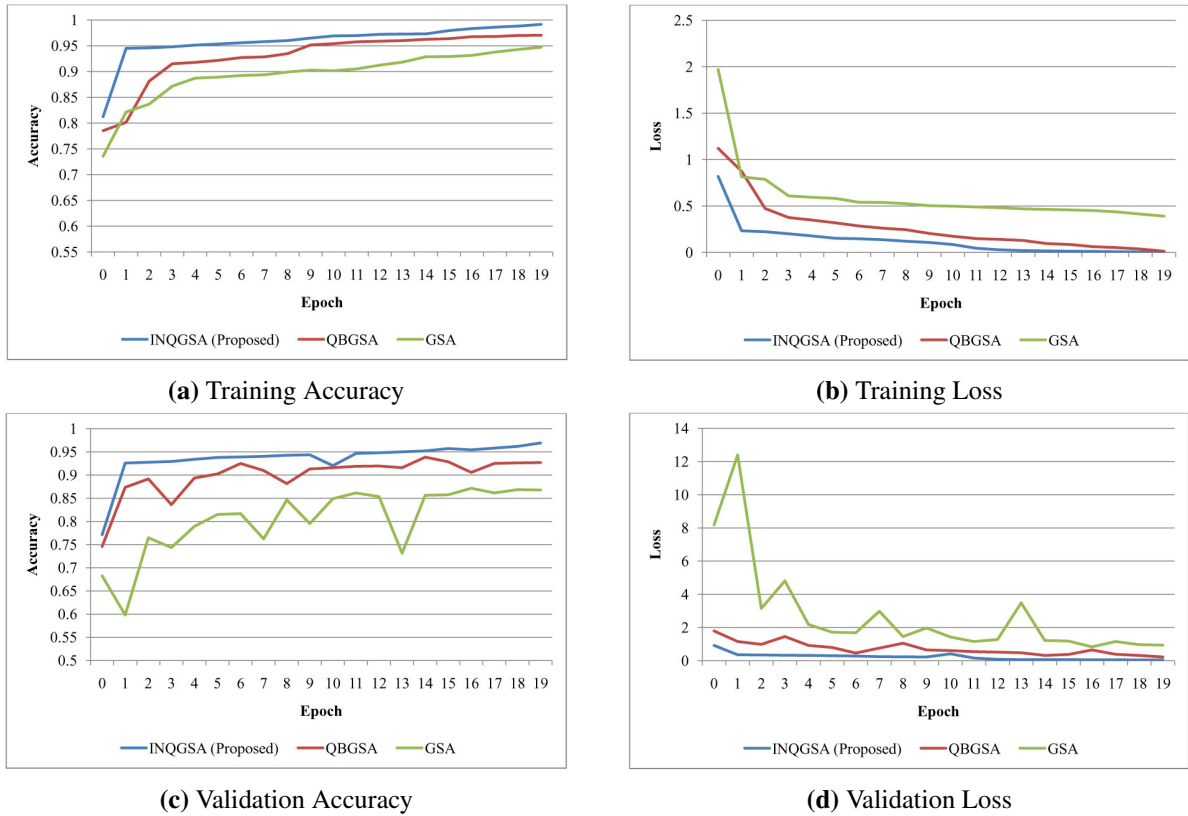 1
0.95
0.9
0.85
0.8
0.75
0.7
0.65
0.6
0.55
Accuracy
0 1 2 3 4 5 6 7 8 9 10 11 12 13 14 15 16 17 18 19
Epoch
INQGSA (Proposed) QBGSA GSA
(a) Training Accuracy
2.5
2
1.5
1
0.5
0
Loss
0 1 2 3 4 5 6 7 8 9 10 11 12 13 14 15 16 17 18 19
Epoch
INQGSA (Proposed) QBGSA GSA
(b) Training Loss
1
0.95
0.9
0.85
0.8
0.75
0.7
0.65
0.6
0.55
0.5
Accuracy
0 1 2 3 4 5 6 7 8 9 10 11 12 13 14 15 16 17 18 19
Epoch
INQGSA (Proposed) QBGSA GSA
(c) Validation Accuracy
14
12
10
8
6
4
2
0
Loss
0 1 2 3 4 5 6 7 8 9 10 11 12 13 14 15 16 17 18 19
Epoch
INQGSA (Proposed) QBGSA GSA
(d) Validation Loss